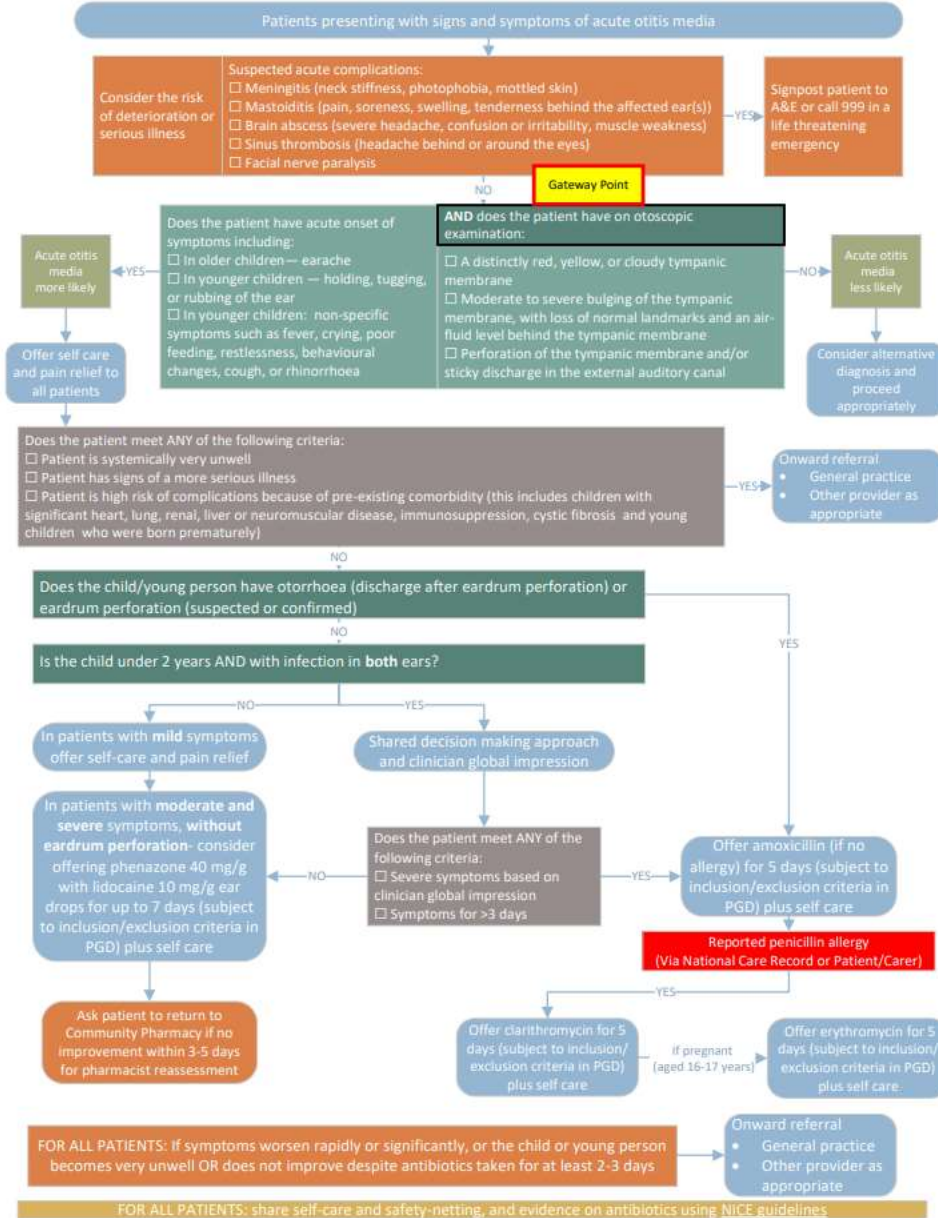 Patients presenting with signs and symptoms of acute otitis media
Consider the risk
of deterioration or
serious illness
Suspected acute complications:
☐ Meningitis (neck stiffness, photophobia, mottled skin)
☐ Mastoiditis (pain, soreness, swelling, tenderness behind the affected ear(s))
☐ Brain abscess (severe headache, confusion or irritability, muscle weakness)
☐ Sinus thrombosis (headache behind or around the eyes)
☐ Facial nerve paralysis
YES
Signpost patient to
A&E or call 999 in a
life threatening
emergency
NO
Gateway Point
Acute otitis
media
more likely
YES
Does the patient have acute onset of
symptoms including:
☐ In older children— earache
☐ In younger children — holding, tugging,
or rubbing of the ear
☐ In younger children: non-specific
symptoms such as fever, crying, poor
feeding, restlessness, behavioural
changes, cough, or rhinorrhoea
AND does the patient have on otoscopic
examination:
☐ A distinctly red, yellow, or cloudy tympanic
membrane
☐ Moderate to severe bulging of the tympanic
membrane, with loss of normal landmarks and an air-
fluid level behind the tympanic membrane
☐ Perforation of the tympanic membrane and/or
sticky discharge in the external auditory canal
NO
Acute otitis
media
less likely
Offer self care
and pain relief to
all patients
Consider alternative
diagnosis and
proceed
appropriately
Does the patient meet ANY of the following criteria:
☐ Patient is systemically very unwell
☐ Patient has signs of a more serious illness
☐ Patient is high risk of complications because of pre-existing comorbidity (this includes children with
significant heart, lung, renal, liver or neuromuscular disease, immunosuppression, cystic fibrosis and young
children who were born prematurely)
YES
Onward referral
• General practice
• Other provider as
appropriate
NO
Does the child/young person have otorrhoea (discharge after eardrum perforation) or
eardrum perforation (suspected or confirmed)
NO
YES
Is the child under 2 years AND with infection in both ears?
NO
YES
In patients with mild symptoms
offer self-care and pain relief
Shared decision making approach
and clinician global impression
In patients with moderate and
severe symptoms, without
eardrum perforation- consider
offering phenazone 40 mg/g
with lidocaine 10 mg/g ear
drops for up to 7 days (subject
to inclusion/exclusion criteria in
PGD) plus self care
NO
Does the patient meet ANY of the
following criteria:
☐ Severe symptoms based on
clinician global impression
☐ Symptoms for >3 days
YES
Offer amoxicillin (if no
allergy) for 5 days (subject to
inclusion/exclusion criteria in
PGD) plus self care
Reported penicillin allergy
(Via National Care Record or Patient/Carer)
YES
Ask patient to return to
Community Pharmacy if no
improvement within 3-5 days
for pharmacist reassessment
Offer clarithromycin for 5
days (subject to inclusion/
exclusion criteria in PGD)
plus self care
if pregnant
(aged 16-17 years)
Offer erythromycin for 5
days (subject to inclusion/
exclusion criteria in PGD)
plus self care
FOR ALL PATIENTS: If symptoms worsen rapidly or significantly, or the child or young person
becomes very unwell OR does not improve despite antibiotics taken for at least 2-3 days
Onward referral
• General practice
• Other provider as
appropriate
FOR ALL PATIENTS: share self-care and safety-netting, and evidence on antibiotics using NICE guidelines